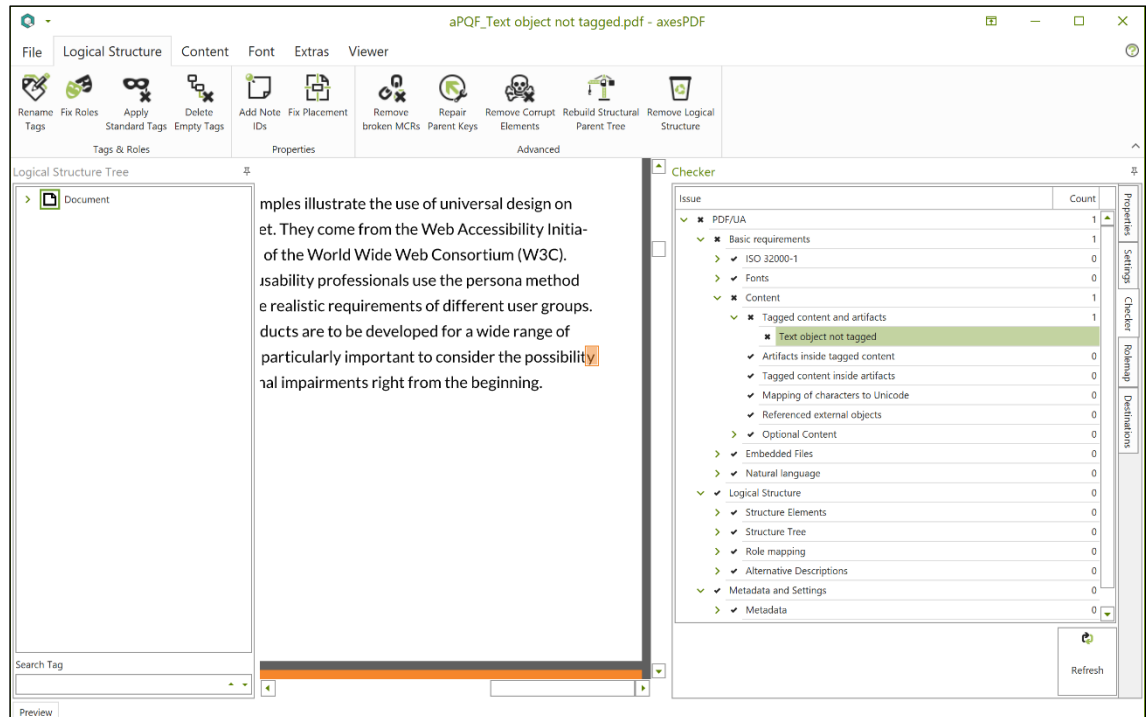 aPQF_Text object not tagged.pdf - axesPDF
File Logical Structure Content Font Extras Viewer
Rename Tags
Fix Roles
Apply Standard Tags
Delete Empty Tags
Add Note IDs
Fix Placement
Remove broken MCRs
Repair Parent Keys
Remove Corrupt Elements
Rebuild Structural Parent Tree
Remove Logical Structure
Tags & Roles Properties Advanced
Logical Structure Tree
Document
Search Tag
Preview
mples illustrate the use of universal design on
et. They come from the Web Accessibility Initia-
of the World Wide Web Consortium (W3C).
usability professionals use the persona method
e realistic requirements of different user groups.
ducts are to be developed for a wide range of
particularly important to consider the possibility
nal impairments right from the beginning.
Checker
Issue Count
PDF/UA 1
Basic requirements 1
ISO 32000-1 0
Fonts 0
Content 1
Tagged content and artifacts 1
Text object not tagged
Artifacts inside tagged content 0
Tagged content inside artifacts 0
Mapping of characters to Unicode 0
Referenced external objects 0
Optional Content 0
Embedded Files 0
Natural language 0
Logical Structure 0
Structure Elements 0
Structure Tree 0
Role mapping 0
Alternative Descriptions 0
Metadata and Settings 0
Metadata 0
Refresh
Properties
Settings
Checker
Rolemap
Destinations